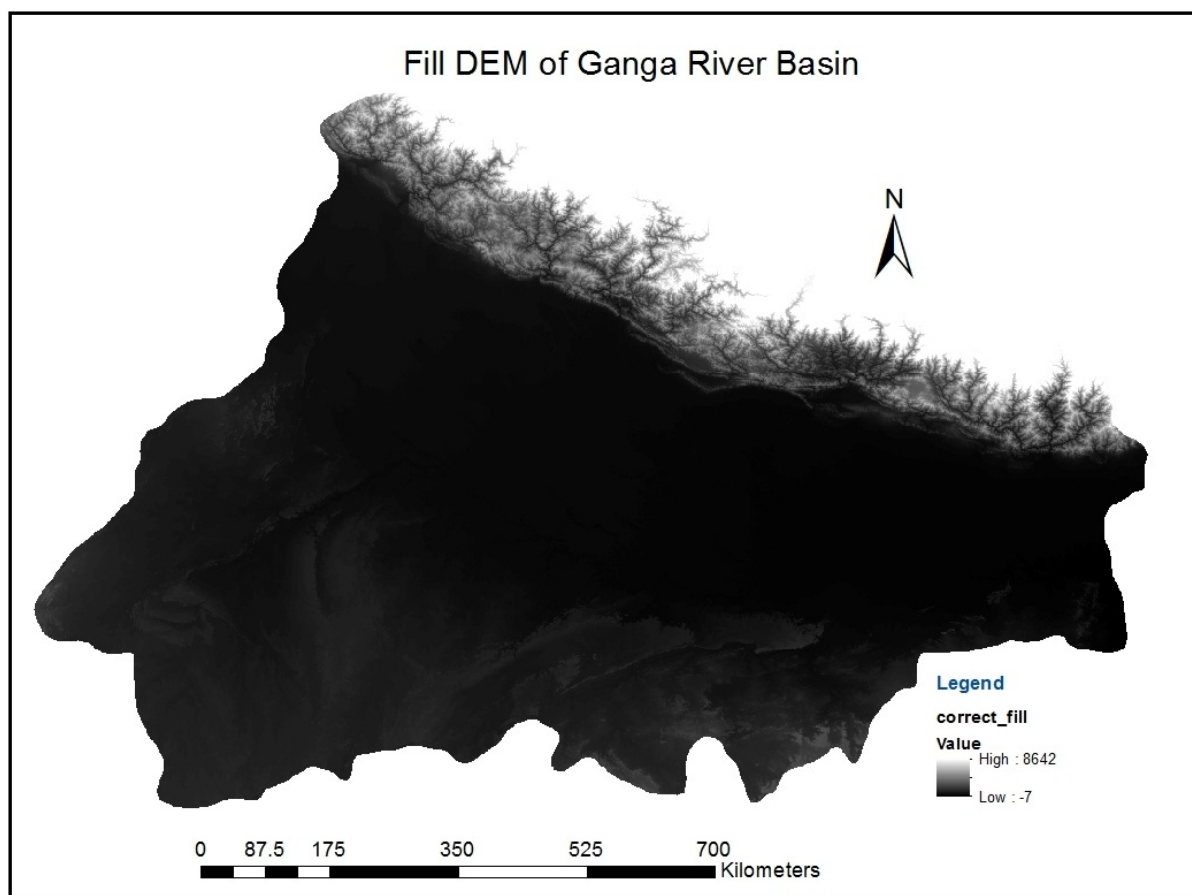 Fill DEM of Ganga River Basin
N
Legend
correct_fill
Value
High : 8642
Low : -7
0 87.5 175 350 525 700
Kilometers